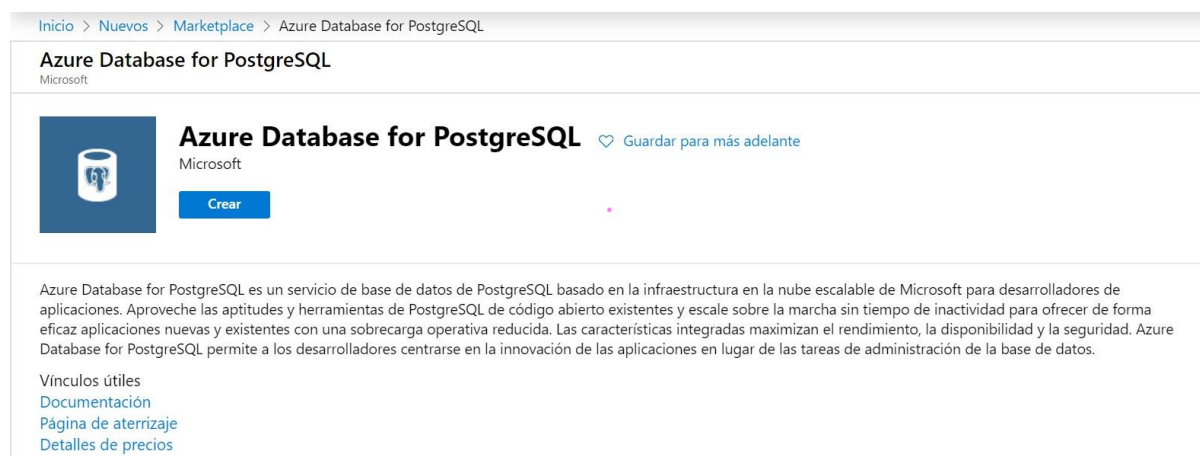 Inicio > Nuevos > Marketplace > Azure Database for PostgreSQL
Azure Database for PostgreSQL
Microsoft
Azure Database for PostgreSQL
Guardar para más adelante
Microsoft
Crear
Azure Database for PostgreSQL es un servicio de base de datos de PostgreSQL basado en la infraestructura en la nube escalable de Microsoft para desarrolladores de
aplicaciones. Aproveche las aptitudes y herramientas de PostgreSQL de código abierto existentes y escale sobre la marcha sin tiempo de inactividad para ofrecer de forma
eficaz aplicaciones nuevas y existentes con una sobrecarga operativa reducida. Las características integradas maximizan el rendimiento, la disponibilidad y la seguridad. Azure
Database for PostgreSQL permite a los desarrolladores centrarse en la innovación de las aplicaciones en lugar de las tareas de administración de la base de datos.
Vínculos útiles
Documentación
Página de aterrizaje
Detalles de precios